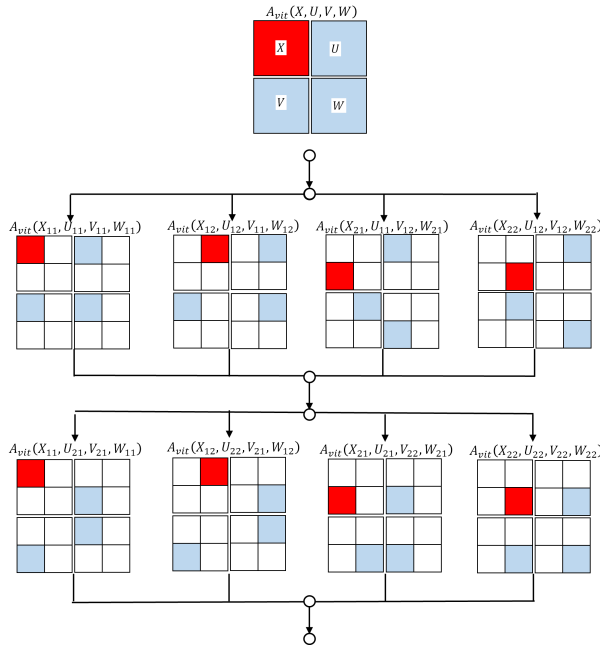 A_{vit}(X, U, V, W)
X U
V W
A_{vit}(X_{11}, U_{11}, V_{11}, W_{11}) A_{vit}(X_{12}, U_{12}, V_{11}, W_{12}) A_{vit}(X_{21}, U_{11}, V_{12}, W_{21}) A_{vit}(X_{22}, U_{12}, V_{12}, W_{22})
A_{vit}(X_{11}, U_{21}, V_{21}, W_{11}) A_{vit}(X_{12}, U_{22}, V_{21}, W_{12}) A_{vit}(X_{21}, U_{21}, V_{22}, W_{21}) A_{vit}(X_{22}, U_{22}, V_{22}, W_{22})